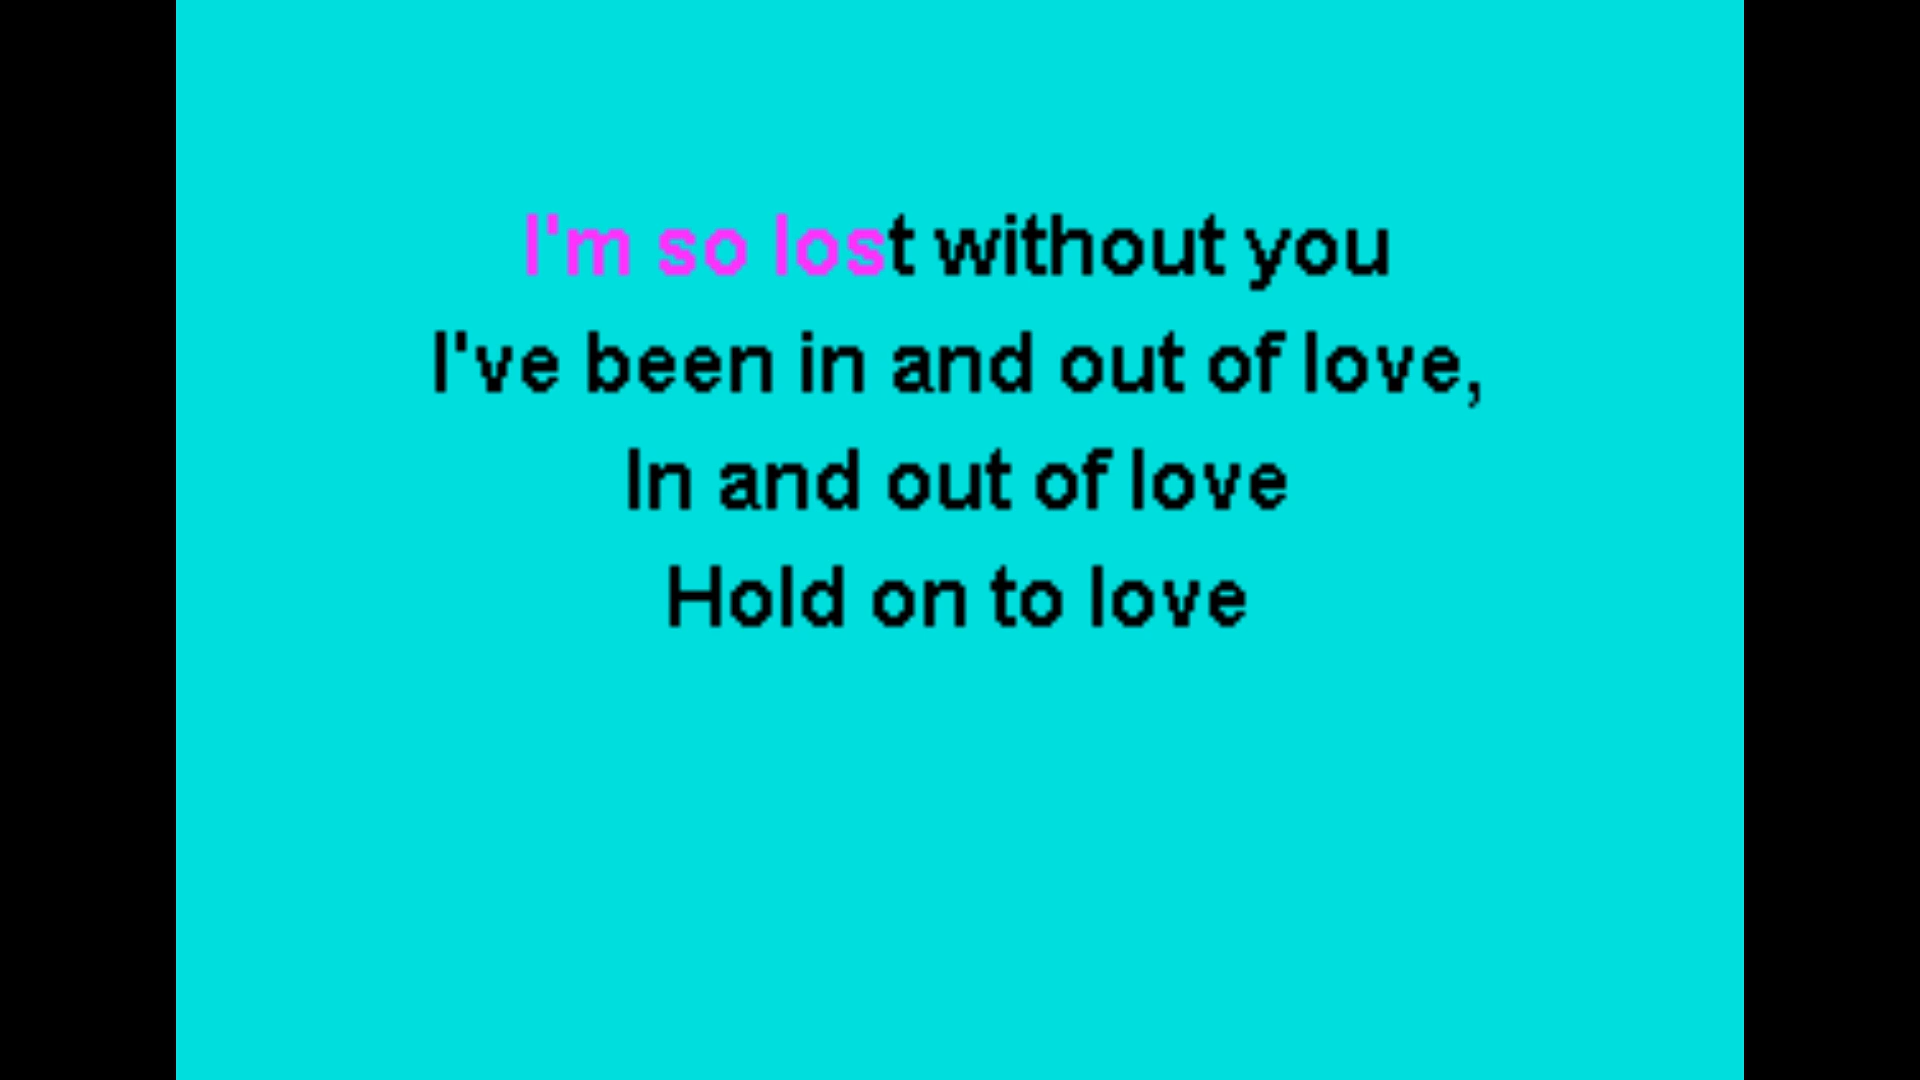 I'm so lost without you
I've been in and out of love,
In and out of love
Hold on to love